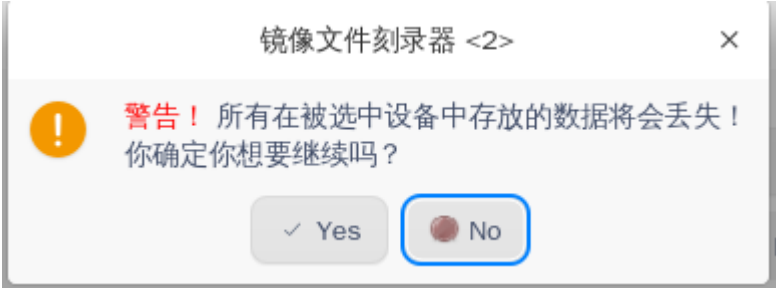 镜像文件刻录器 <2>
警告！ 所有在被选中设备中存放的数据将会丢失！
你确定你想要继续吗？
Yes
No